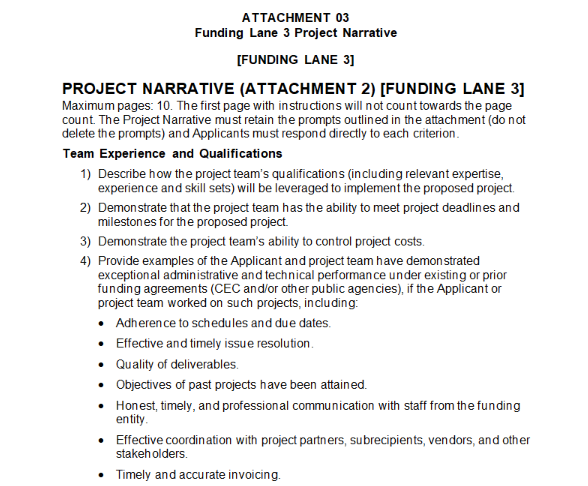 ATTACHMENT 03
Funding Lane 3 Project Narrative
[FUNDING LANE 3]
PROJECT NARRATIVE (ATTACHMENT 2) [FUNDING LANE 3]
Maximum pages: 10. The first page with instructions will not count towards the page
count. The Project Narrative must retain the prompts outlined in the attachment (do not
delete the prompts) and Applicants must respond directly to each criterion.
Team Experience and Qualifications
1) Describe how the project team's qualifications (including relevant expertise,
experience and skill sets) will be leveraged to implement the proposed project.
2) Demonstrate that the project team has the ability to meet project deadlines and
milestones for the proposed project.
3) Demonstrate the project team's ability to control project costs.
4) Provide examples of the Applicant and project team have demonstrated
exceptional administrative and technical performance under existing or prior
funding agreements (CEC and/or other public agencies), if the Applicant or
project team worked on such projects, including:
• Adherence to schedules and due dates.
• Effective and timely issue resolution.
• Quality of deliverables.
• Objectives of past projects have been attained.
• Honest, timely, and professional communication with staff from the funding
entity.
• Effective coordination with project partners, subrecipients, vendors, and other
stakeholders.
• Timely and accurate invoicing.